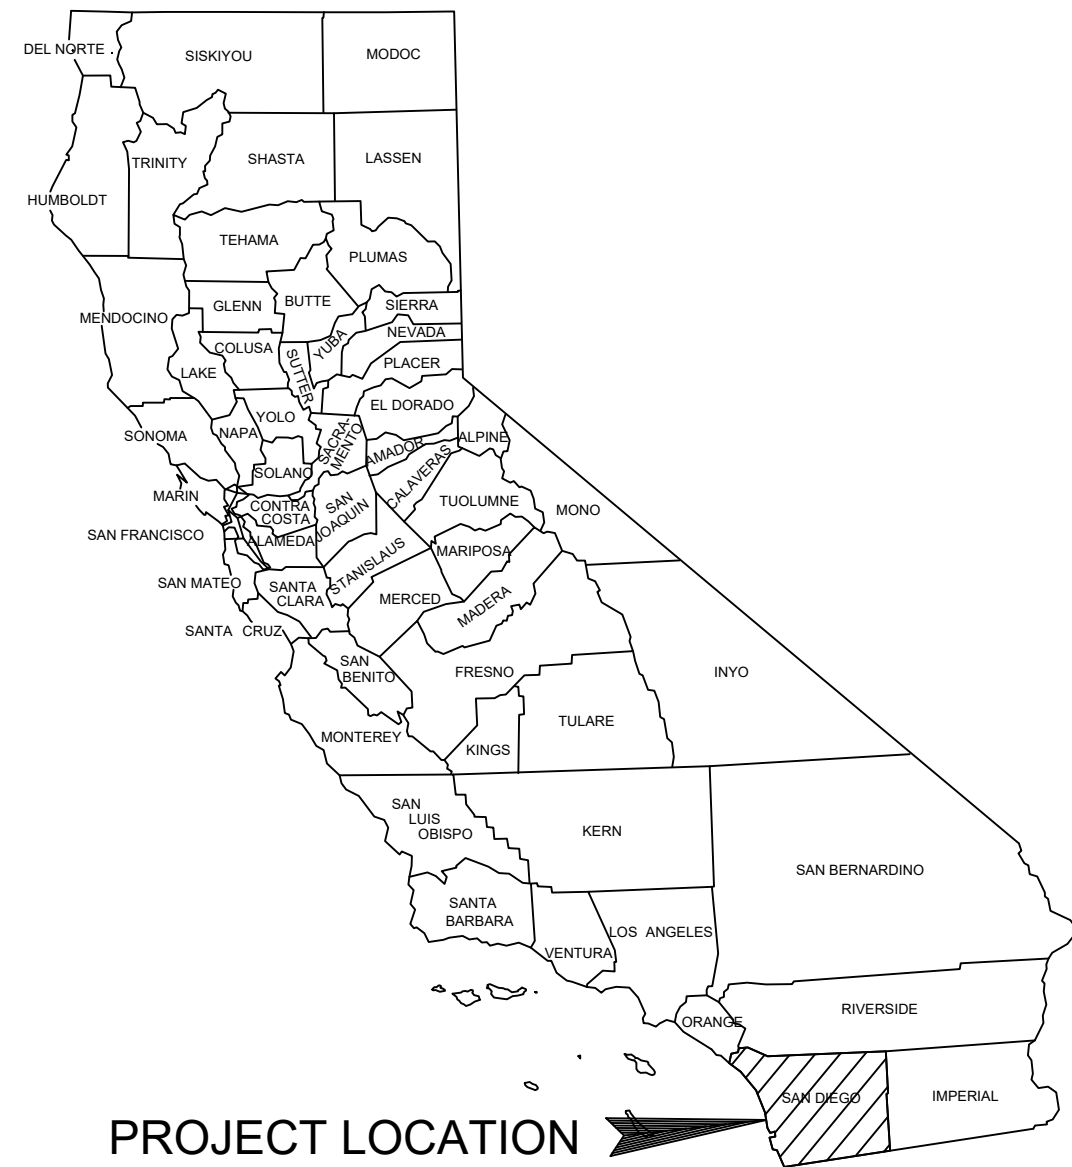 DEL NORTE
SISKIYOU
MODOC
TRINITY
SHASTA
LASSEN
HUMBOLDT
TEHAMA
PLUMAS
MENDOCINO
GLENN
BUTTE
SIERRA
NEVADA
YUBA
COLUSA
SUTTER
PLACER
LAKE
EL DORADO
YOLO
SONOMA
NAPA
SACRA-
MENTO
ALPINE
AMADOR
SOLANO
CALAVERAS
MARIN
CONTRA
COSTA
SAN
JOAQUIN
TUOLUMNE
MONO
SAN FRANCISCO
ALAMEDA
STANISLAUS
MARIPOSA
SAN MATEO
SANTA
CLARA
MERCED
MADERA
SANTA CRUZ
SAN
BENITO
FRESNO
INYO
MONTEREY
KINGS
TULARE
SAN
LUIS
OBISPO
KERN
SAN BERNARDINO
SANTA
BARBARA
VENTURA
LOS ANGELES
ORANGE
RIVERSIDE
SAN DIEGO
IMPERIAL
PROJECT LOCATION